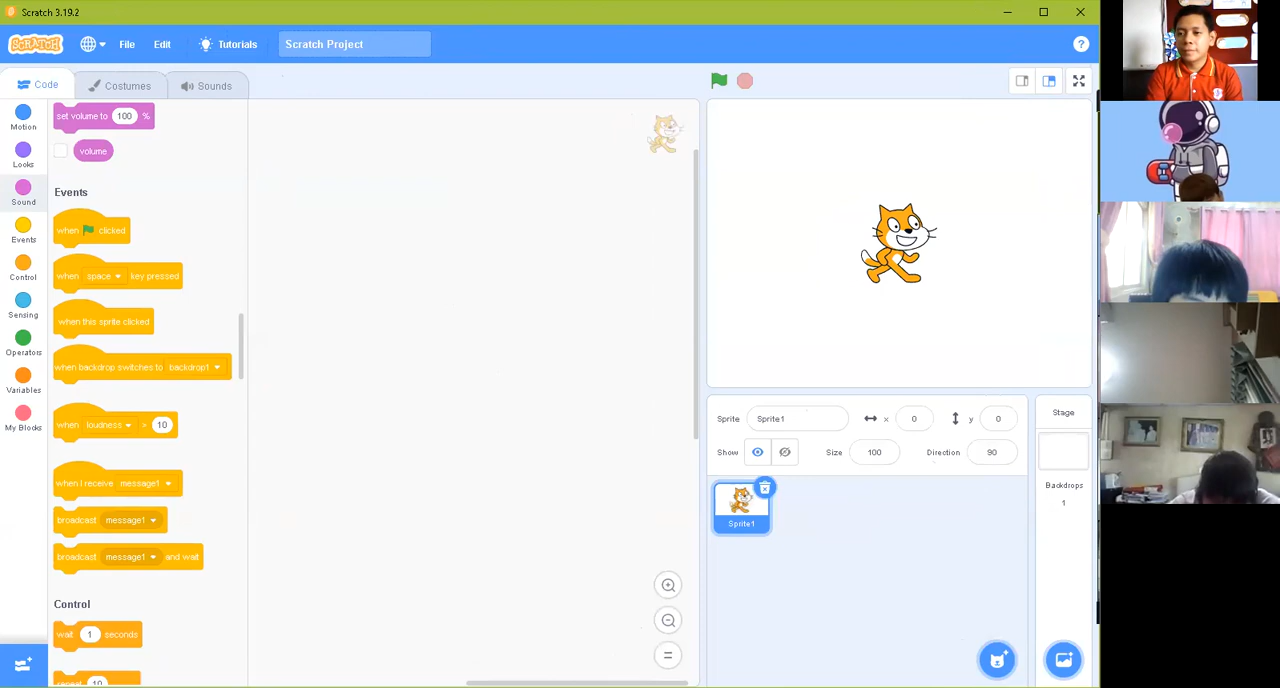 Scratch 3.19.2
SCRATCH
File
Edit
Tutorials
Scratch Project
?
Code
Costumes
Sounds
Motion
Looks
Sound
Events
Control
Sensing
Operators
Variables
My Blocks
set volume to 100 %
volume
Events
when clicked
when space key pressed
when this sprite clicked
when backdrop switches to backdrop1
when loudness > 10
when I receive message1
broadcast message1
broadcast message1 and wait
Control
wait 1 seconds
repeat 10
Sprite Sprite1 x 0 y 0
Show Size 100 Direction 90
Sprite1
Stage
Backdrops
1